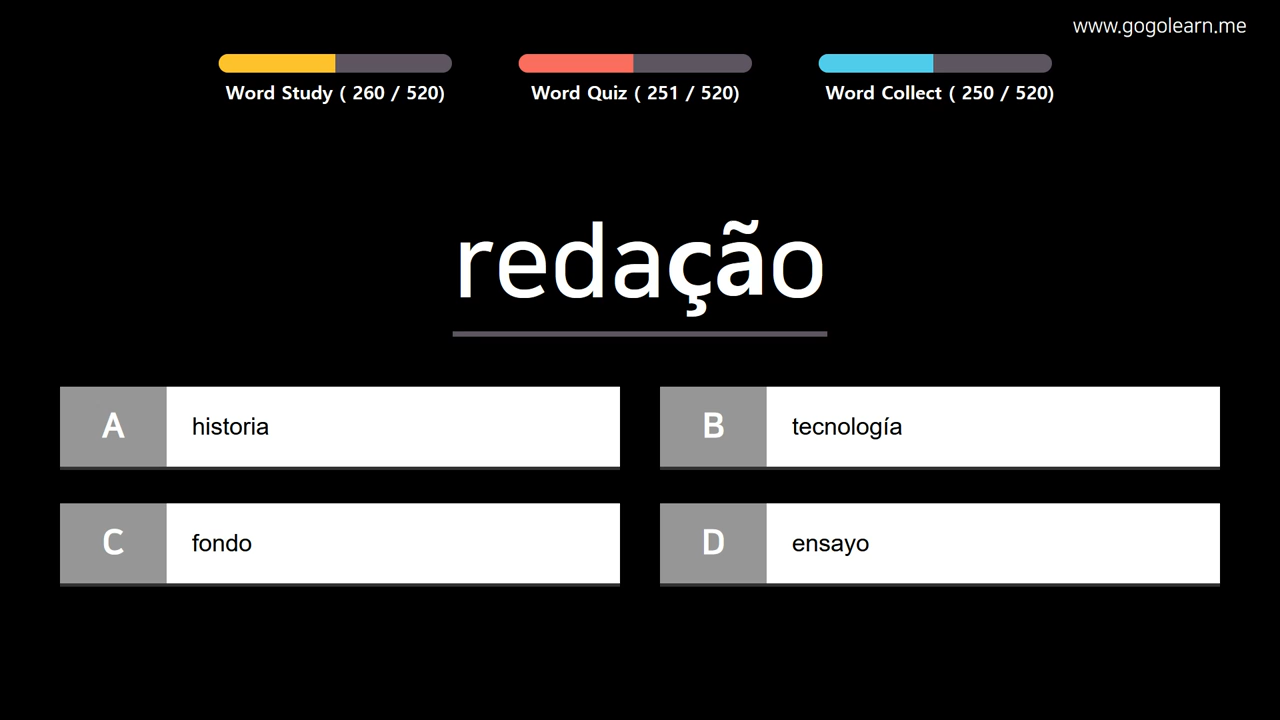 www.gogolearn.me
Word Study ( 260 / 520)
Word Quiz ( 251 / 520)
Word Collect ( 250 / 520)
redação
A historia
B tecnología
C fondo
D ensayo